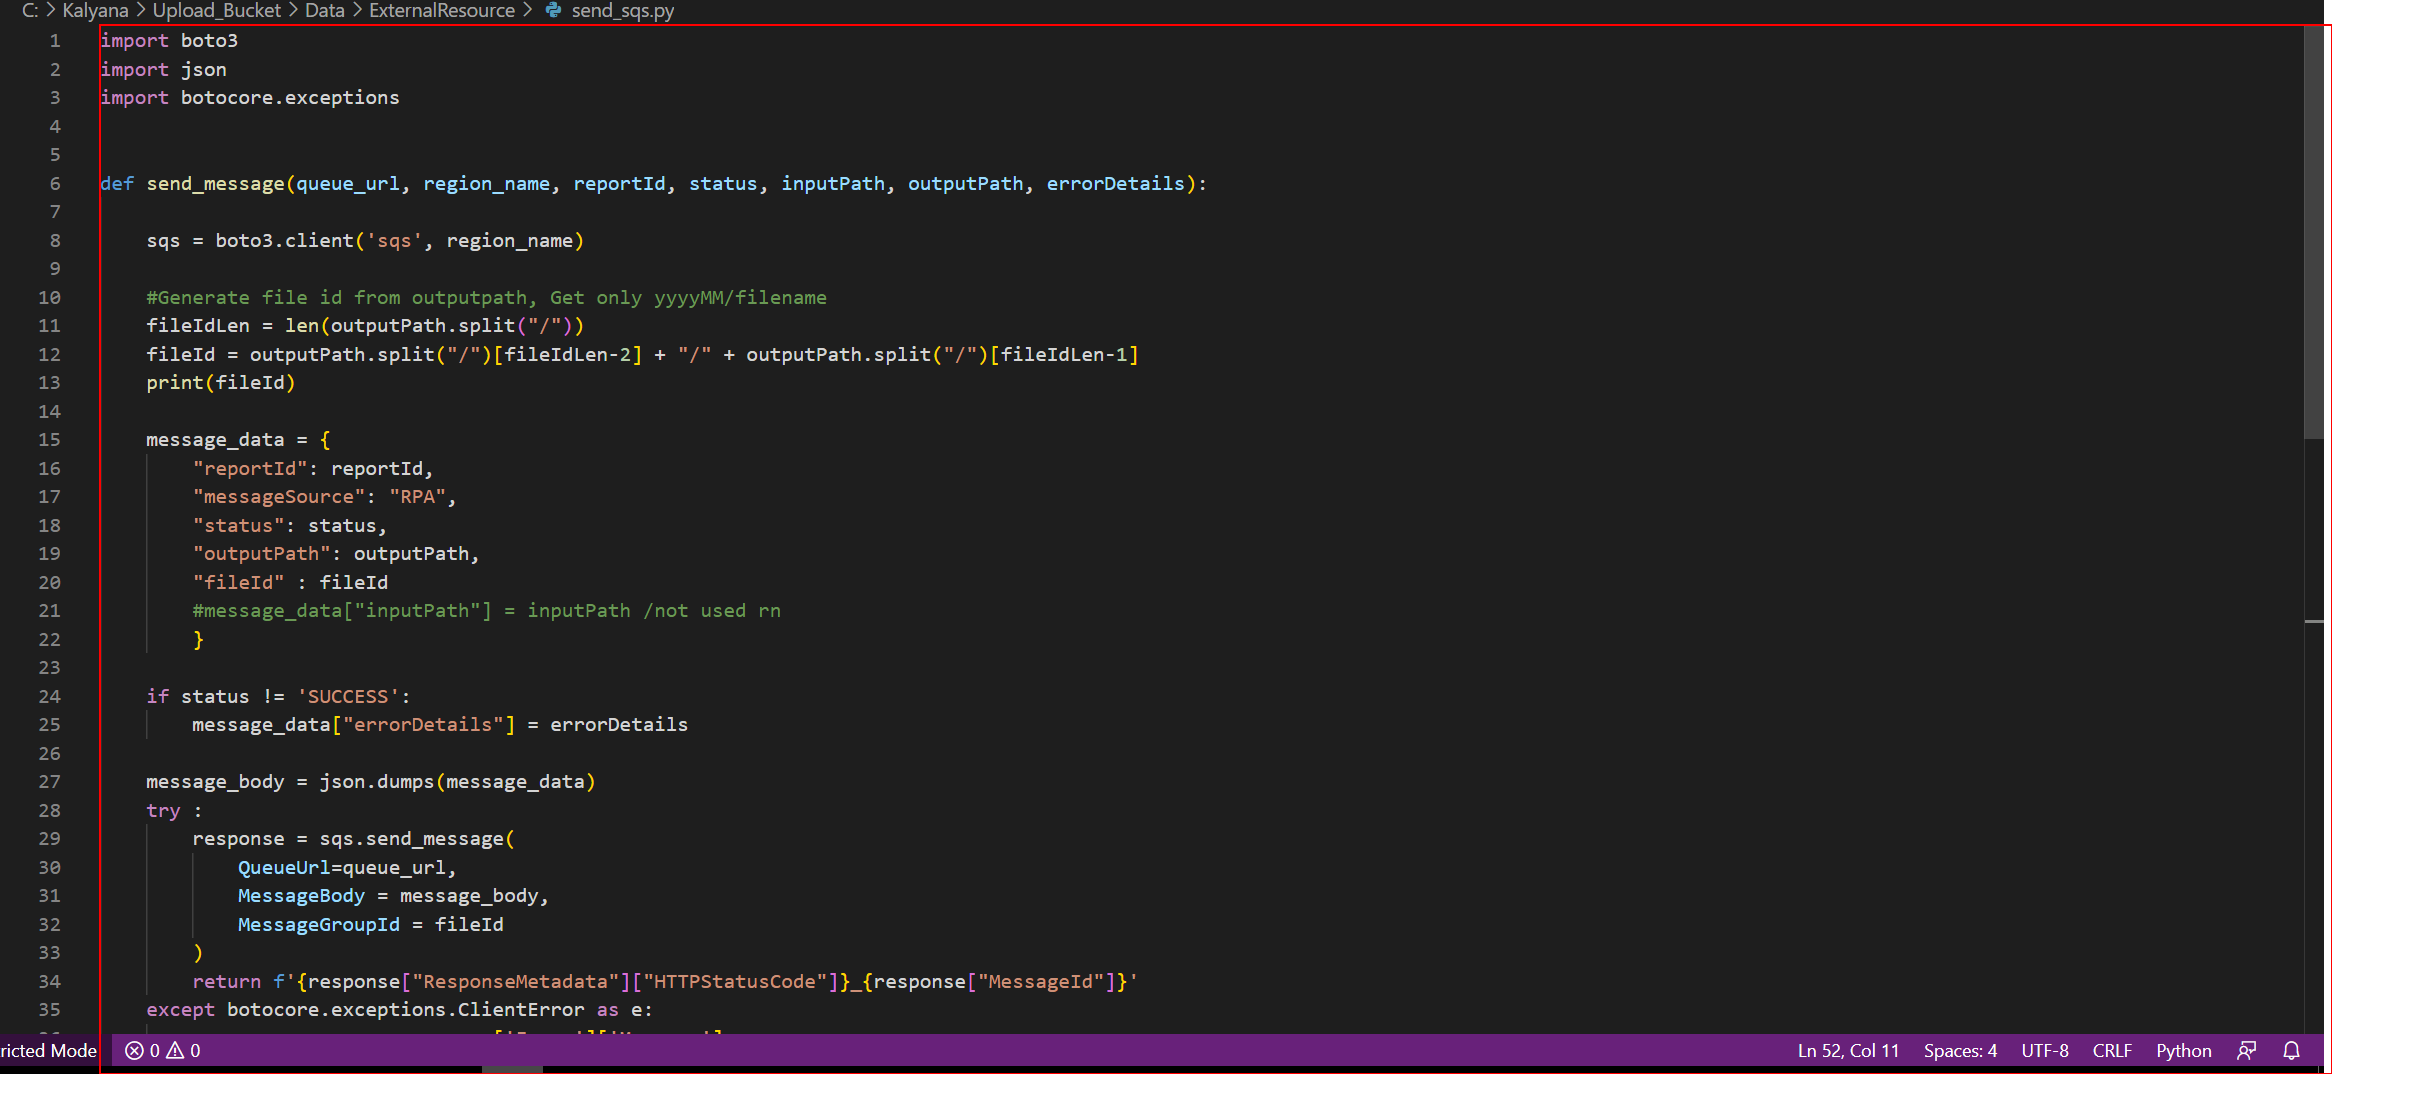 C: > Kalyana > Upload_Bucket > Data > ExternalResource > send_sqs.py
1 import boto3
2 import json
3 import botocore.exceptions
4
5
6 def send_message(queue_url, region_name, reportId, status, inputPath, outputPath, errorDetails):
7
8     sqs = boto3.client('sqs', region_name)
9
10     #Generate file id from outputpath, Get only yyyyMM/filename
11     fileIdLen = len(outputPath.split("/"))
12     fileId = outputPath.split("/")[fileIdLen-2] + "/" + outputPath.split("/")[fileIdLen-1]
13     print(fileId)
14
15     message_data = {
16         "reportId": reportId,
17         "messageSource": "RPA",
18         "status": status,
19         "outputPath": outputPath,
20         "fileId" : fileId
21         #message_data["inputPath"] = inputPath /not used rn
22         }
23
24     if status != 'SUCCESS':
25         message_data["errorDetails"] = errorDetails
26
27     message_body = json.dumps(message_data)
28     try :
29         response = sqs.send_message(
30             QueueUrl=queue_url,
31             MessageBody = message_body,
32             MessageGroupId = fileId
33         )
34         return f'{response["ResponseMetadata"]["HTTPStatusCode"]}_{response["MessageId"]}'
35     except botocore.exceptions.ClientError as e:
ricted Mode 0 0 Ln 52, Col 11 Spaces: 4 UTF-8 CRLF Python